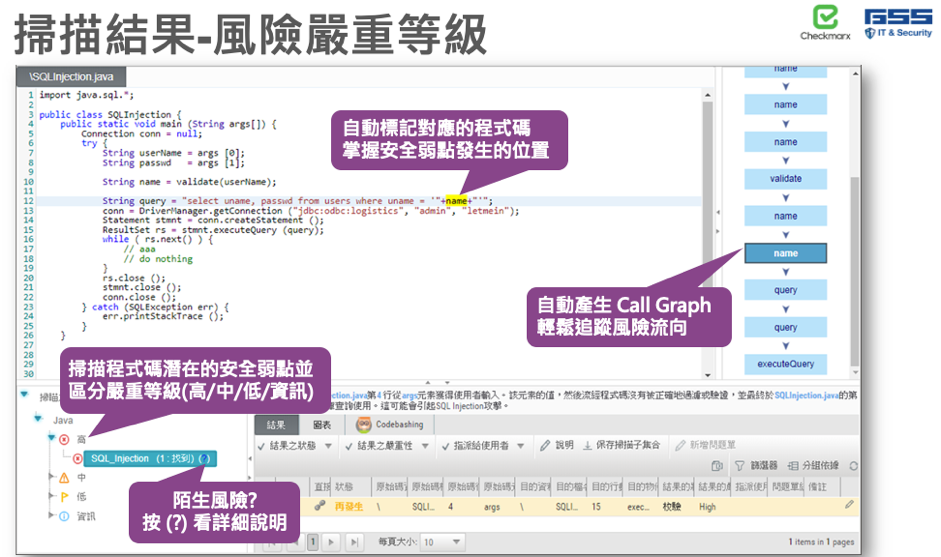 掃描結果-風險嚴重等級
Checkmarx
GSS
IT & Security
\SQLInjection.java
1 import java.sql.*;
2
3 public class SQLInjection {
4 public static void main (String args[]) {
5 Connection conn = null;
6 try {
7 String userName = args [0];
8 String passwd = args [1];
9
10 String name = validate(userName);
11
12 String query = "select uname, passwd from users where uname = '"+name+"'";
13 conn = DriverManager.getConnection ("jdbc:odbc:logistics", "admin", "letmein");
14 Statement stmnt = conn.createStatement ();
15 ResultSet rs = stmnt.executeQuery (query);
16 while ( rs.next() ) {
17 // aaa
18 // do nothing
19 }
20 rs.close ();
21 stmnt.close ();
22 conn.close ();
23 } catch (SQLException err) {
24 err.printStackTrace ();
25 }
26 }
27
28
29
30
自動標記對應的程式碼
掌握安全弱點發生的位置
name
name
name
validate
name
name
query
query
executeQuery
自動產生 Call Graph
輕鬆追蹤風險流向
掃描程式碼潛在的安全弱點並
區分嚴重等級(高/中/低/資訊)
掃描
Java
高
SQL_Injection (1 : 找到) (?)
中
低
資訊
陌生風險?
按 (?) 看詳細說明
ction.java第4 行從args元素獲得使用者輸入。該元素的值，然後流經程式碼沒有被正確地過濾或驗證，並最終於SQLInjection.java的第
庫查詢使用。這可能會引起SQL Injection攻擊。
結果 圖表 Codebashing
結果之狀態 結果之嚴重性 指派給使用者 說明 保存掃描子集合 新增問題單
篩選器 分組依據
直接 狀態 原始碼 原始碼 原始碼 原始碼 目的資 目的檔 目的行 目的物 結果的 結果的 指派使 問題單 備註
再發生 \ SQLI... 4 args \ SQLI... 15 exec... 校驗 High
1 每頁大小: 10 1 items in 1 pages